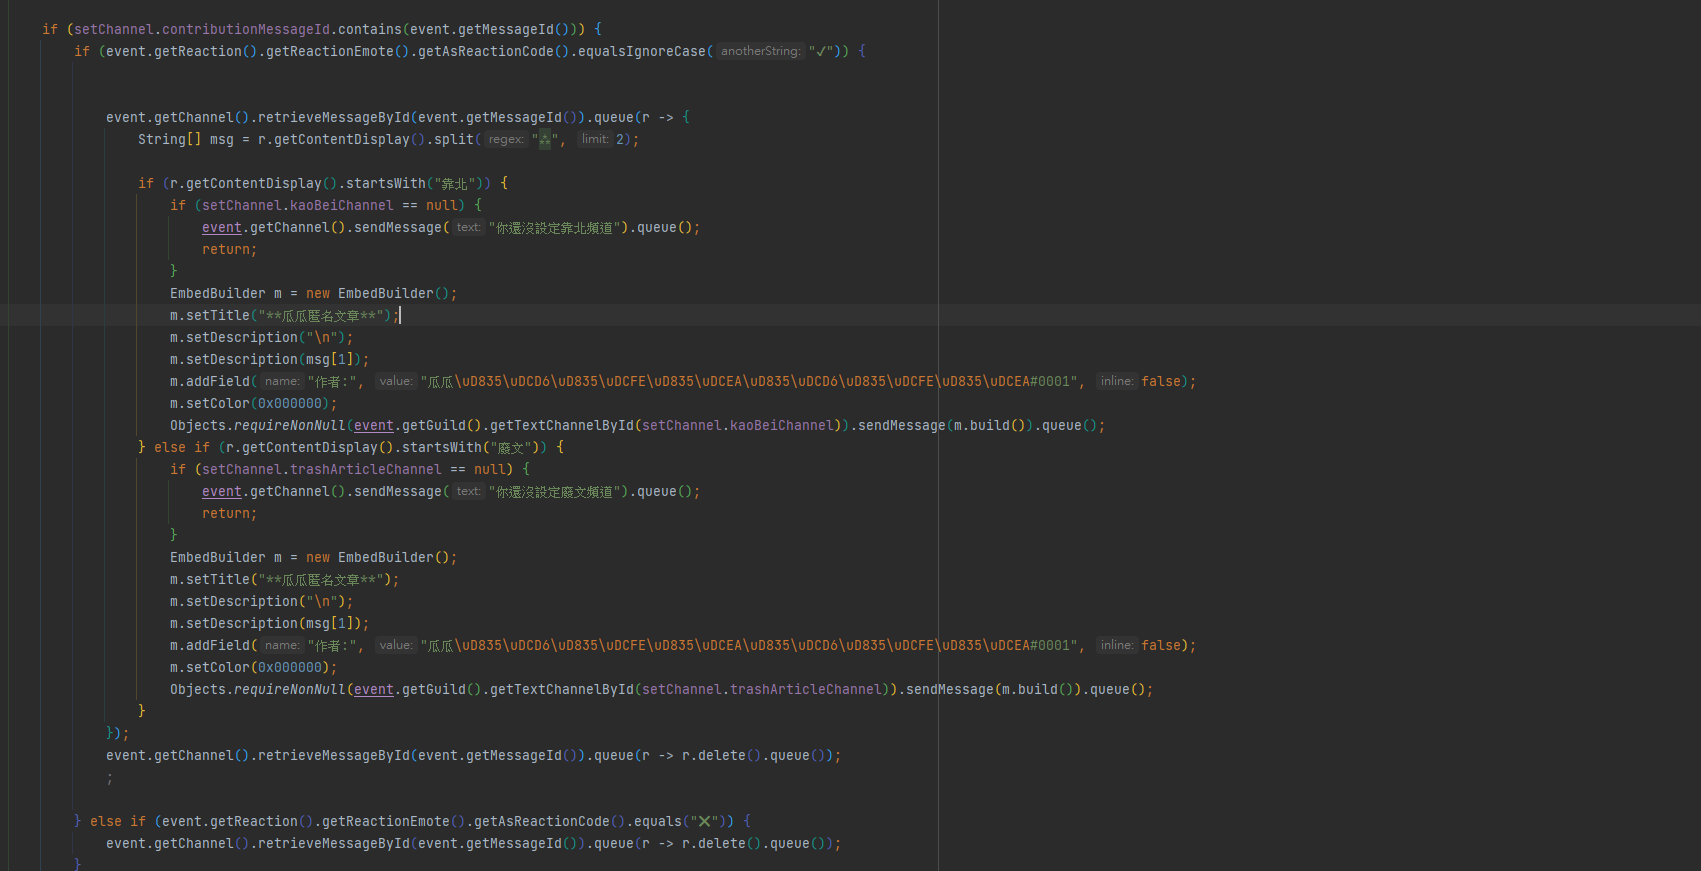 if (setChannel.contributionMessageId.contains(event.getMessageId())) {
if (event.getReaction().getReactionEmote().getAsReactionCode().equalsIgnoreCase( anotherString: "✓")) {
event.getChannel().retrieveMessageById(event.getMessageId()).queue(r -> {
String[] msg = r.getContentDisplay().split( regex: "⁂", limit: 2);
if (r.getContentDisplay().startsWith("靠北")) {
if (setChannel.kaoBeiChannel == null) {
event.getChannel().sendMessage( text: "你還沒設定靠北頻道").queue();
return;
}
EmbedBuilder m = new EmbedBuilder();
m.setTitle("**瓜瓜匿名文章**");
m.setDescription("\n");
m.setDescription(msg[1]);
m.addField( name: "作者:", value: "瓜瓜\uD835\uDCD6\uD835\uDCFE\uD835\uDCEA\uD835\uDCD6\uD835\uDCFE\uD835\uDCEA#0001", inline: false);
m.setColor(0x000000);
Objects.requireNonNull(event.getGuild().getTextChannelById(setChannel.kaoBeiChannel)).sendMessage(m.build()).queue();
} else if (r.getContentDisplay().startsWith("廢文")) {
if (setChannel.trashArticleChannel == null) {
event.getChannel().sendMessage( text: "你還沒設定廢文頻道").queue();
return;
}
EmbedBuilder m = new EmbedBuilder();
m.setTitle("**瓜瓜匿名文章**");
m.setDescription("\n");
m.setDescription(msg[1]);
m.addField( name: "作者:", value: "瓜瓜\uD835\uDCD6\uD835\uDCFE\uD835\uDCEA\uD835\uDCD6\uD835\uDCFE\uD835\uDCEA#0001", inline: false);
m.setColor(0x000000);
Objects.requireNonNull(event.getGuild().getTextChannelById(setChannel.trashArticleChannel)).sendMessage(m.build()).queue();
}
});
event.getChannel().retrieveMessageById(event.getMessageId()).queue(r -> r.delete().queue());
;
} else if (event.getReaction().getReactionEmote().getAsReactionCode().equals("❌")) {
event.getChannel().retrieveMessageById(event.getMessageId()).queue(r -> r.delete().queue());
}